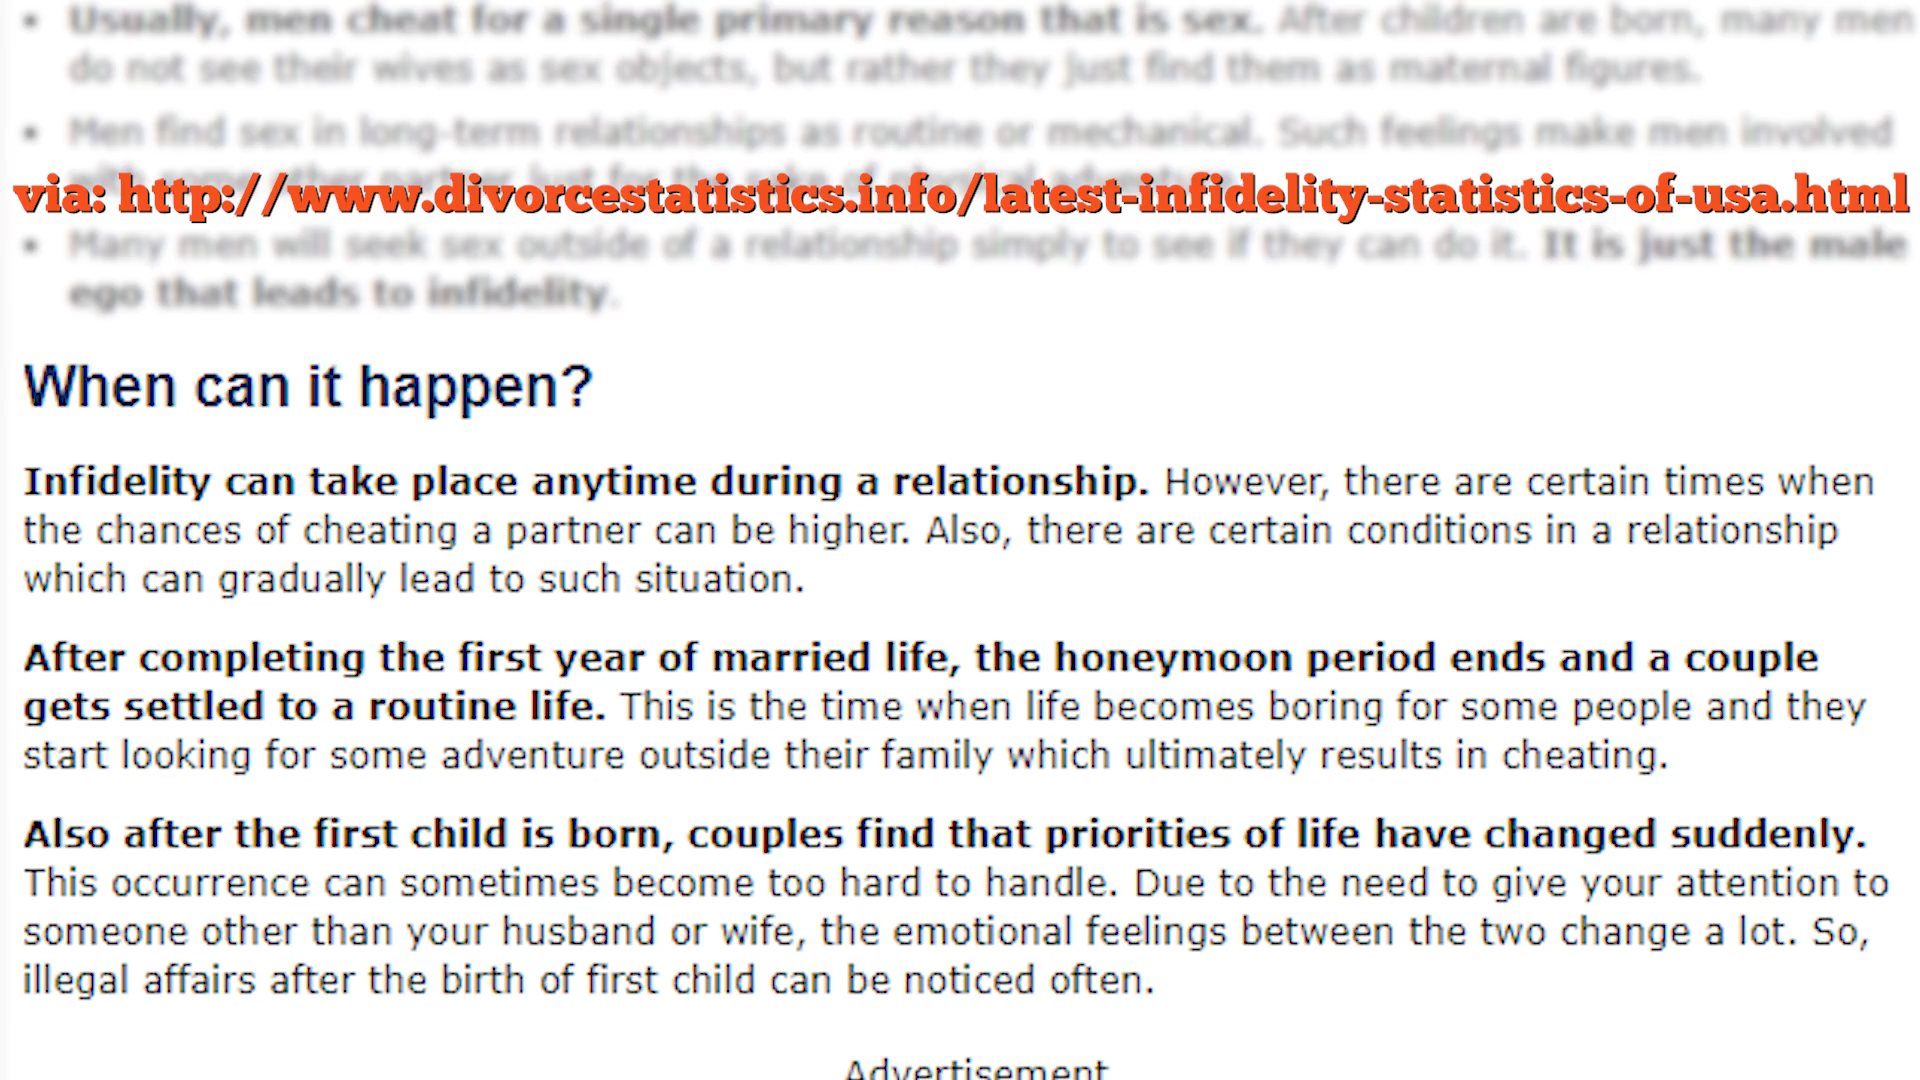 • Usually, men cheat for a single primary reason that is sex. After children are born, many men
do not see their wives as sex objects, but rather they just find them as maternal figures.
• Men find sex in long-term relationships as routine or mechanical. Such feelings make men involved
via: http://www.divorcestatistics.info/latest-infidelity-statistics-of-usa.html
• Many men will seek sex outside of a relationship simply to see if they can do it. It is just the male
ego that leads to infidelity.
When can it happen?
Infidelity can take place anytime during a relationship. However, there are certain times when
the chances of cheating a partner can be higher. Also, there are certain conditions in a relationship
which can gradually lead to such situation.
After completing the first year of married life, the honeymoon period ends and a couple
gets settled to a routine life. This is the time when life becomes boring for some people and they
start looking for some adventure outside their family which ultimately results in cheating.
Also after the first child is born, couples find that priorities of life have changed suddenly.
This occurrence can sometimes become too hard to handle. Due to the need to give your attention to
someone other than your husband or wife, the emotional feelings between the two change a lot. So,
illegal affairs after the birth of first child can be noticed often.
Advertisement